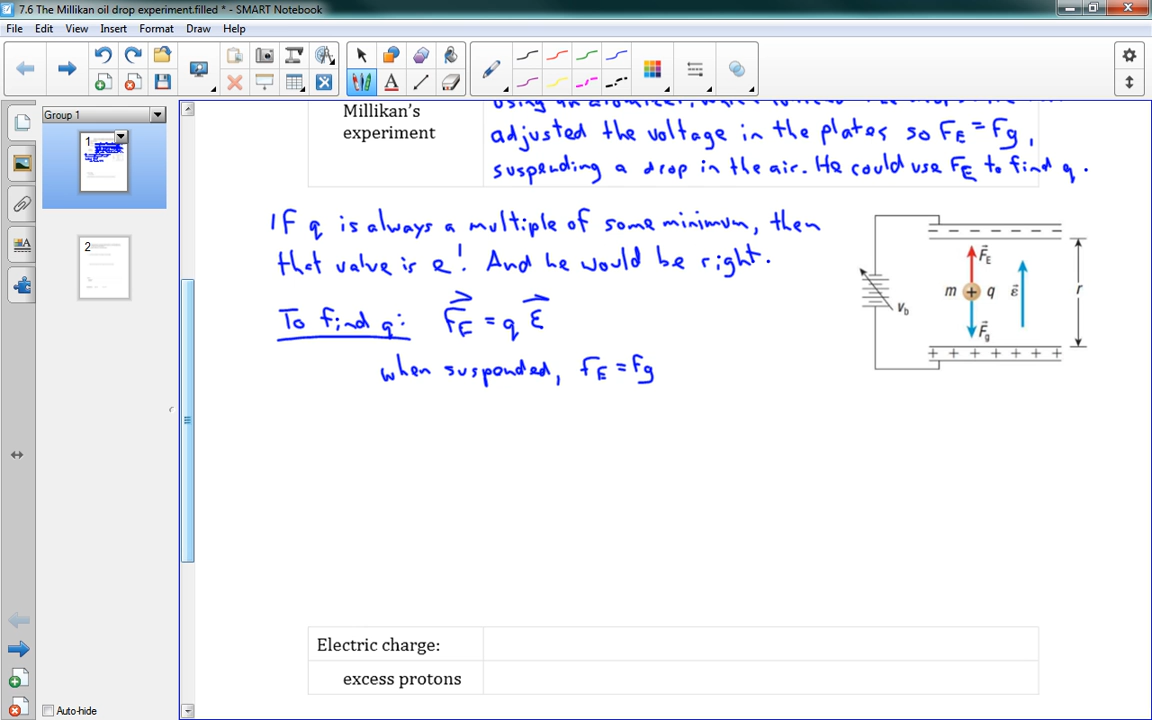 7.6 The Millikan oil drop experiment.filled * - SMART Notebook
File Edit View Insert Format Draw Help
Group 1
1
2
Auto-hide
Millikan's
experiment
adjusted the voltage in the plates so FE = Fg,
suspending a drop in the air. He could use FE to find q.
If q is always a multiple of some minimum, then
that value is e! And he would be right.
To find q: FE = q ε
when suspended, FE = Fg
− − − − − −
F⃗E
m + q ε⃗
r
Vb
F⃗g
+ + + + + + +
Electric charge:
excess protons